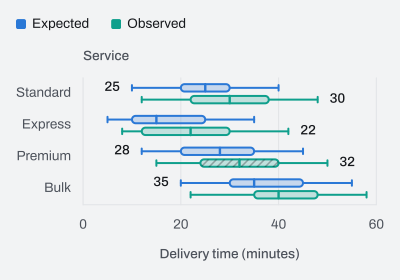 Expected Observed
Service
Standard 25 30
Express 22
Premium 28 32
Bulk 35
0 20 40 60
Delivery time (minutes)